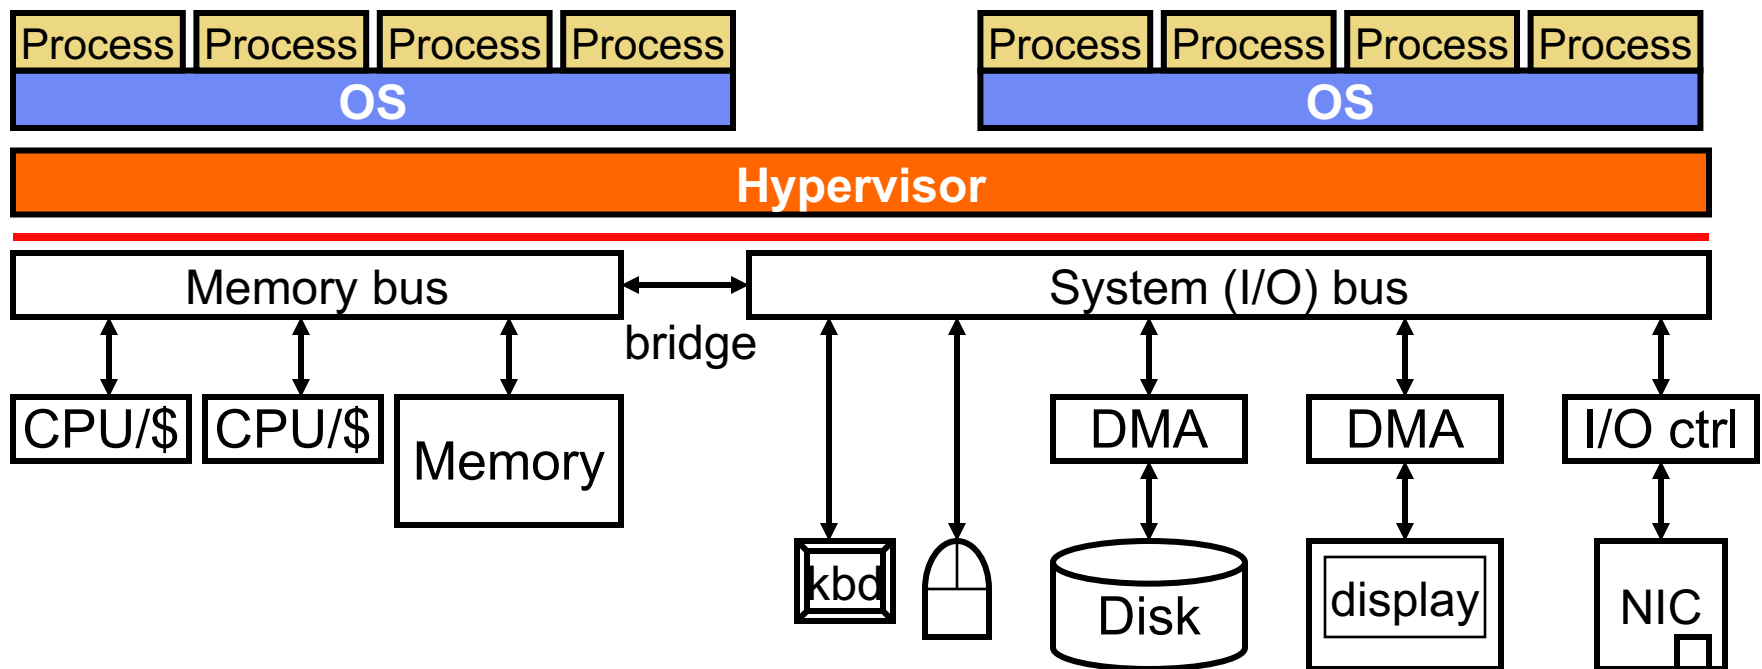 Process Process Process Process Process Process Process Process
OS OS
Hypervisor
Memory bus System (I/O) bus
bridge
CPU/$ CPU/$ Memory DMA DMA I/O ctrl
kbd Disk display NIC